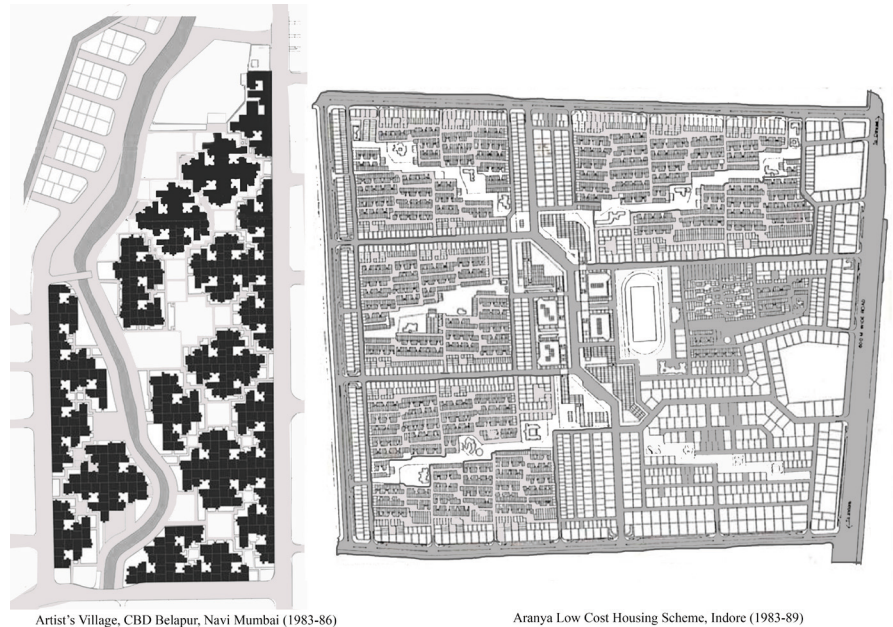 Artist's Village, CBD Belapur, Navi Mumbai (1983-86)
Aranya Low Cost Housing Scheme, Indore (1983-89)